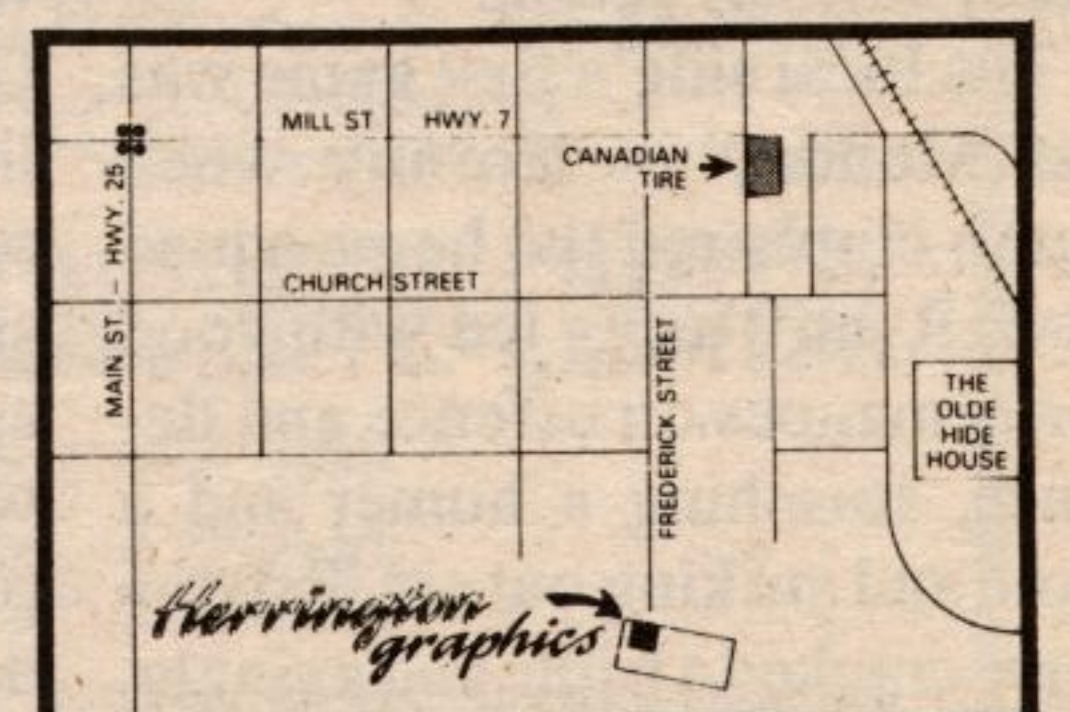 MILL ST HWY. 7
CANADIAN
TIRE
MAIN ST. – HWY. 25
CHURCH STREET
FREDERICK STREET
THE
OLDE
HIDE
HOUSE
Herrington
graphics